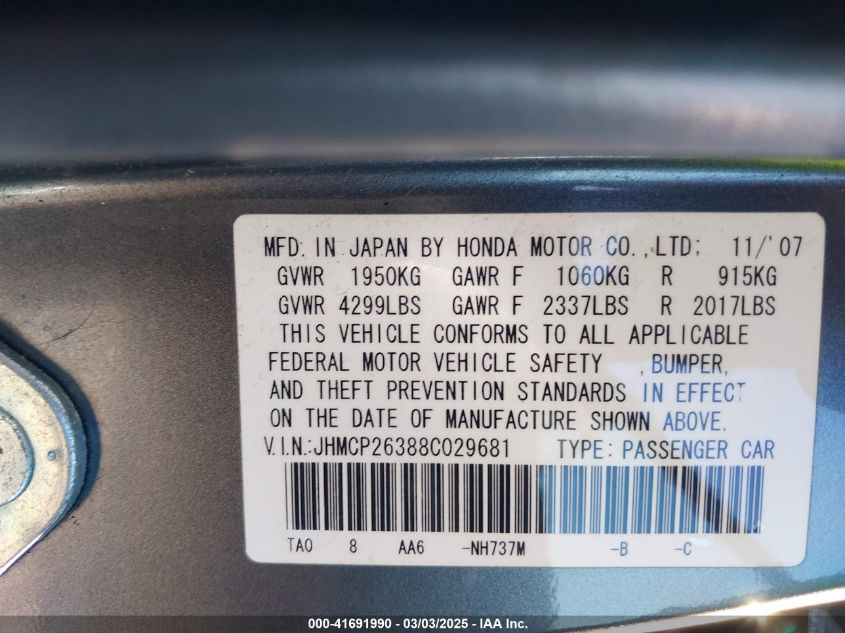 MFD. IN JAPAN BY HONDA MOTOR CO., LTD; 11/'07
GVWR 1950KG GAWR F 1060KG R 915KG
GVWR 4299LBS GAWR F 2337LBS R 2017LBS
THIS VEHICLE CONFORMS TO ALL APPLICABLE
FEDERAL MOTOR VEHICLE SAFETY , BUMPER,
AND THEFT PREVENTION STANDARDS IN EFFECT
ON THE DATE OF MANUFACTURE SHOWN ABOVE.
V.I.N.:JHMCP26388C029681 TYPE: PASSENGER CAR
TA0 8 AA6 -NH737M -B -C
000-41691990 - 03/03/2025 - IAA Inc.